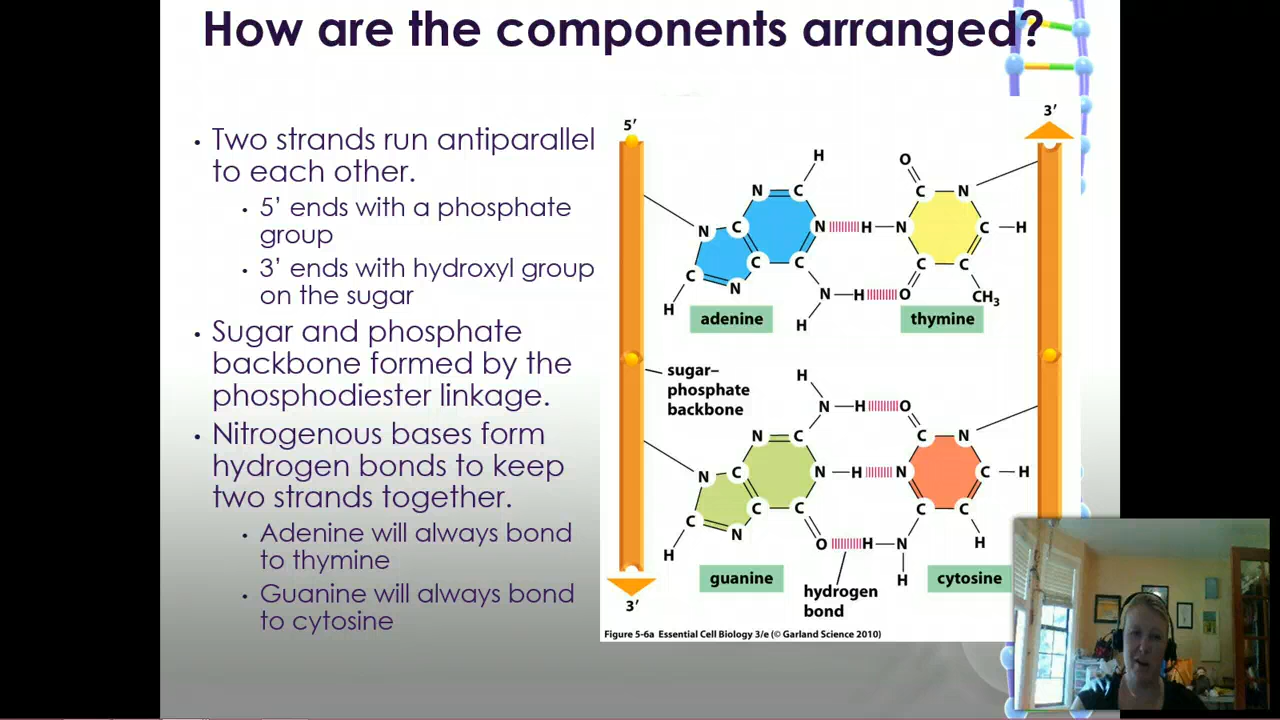 How are the components arranged?
• Two strands run antiparallel
to each other.
• 5’ ends with a phosphate
group
• 3’ ends with hydroxyl group
on the sugar
• Sugar and phosphate
backbone formed by the
phosphodiester linkage.
• Nitrogenous bases form
hydrogen bonds to keep
two strands together.
• Adenine will always bond
to thymine
• Guanine will always bond
to cytosine
5′
3′
H
O
N C
C N
N C
N H N
C H
C C
C C
C
N
N H O
CH3
H
H
adenine
thymine
sugar–
phosphate
backbone
H
N H O
N C
C N
N C
N H N
C H
C C
C C
C
N
O H N
H
H
H
guanine
cytosine
hydrogen
bond
3′
Figure 5-6a Essential Cell Biology 3/e (© Garland Science 2010)